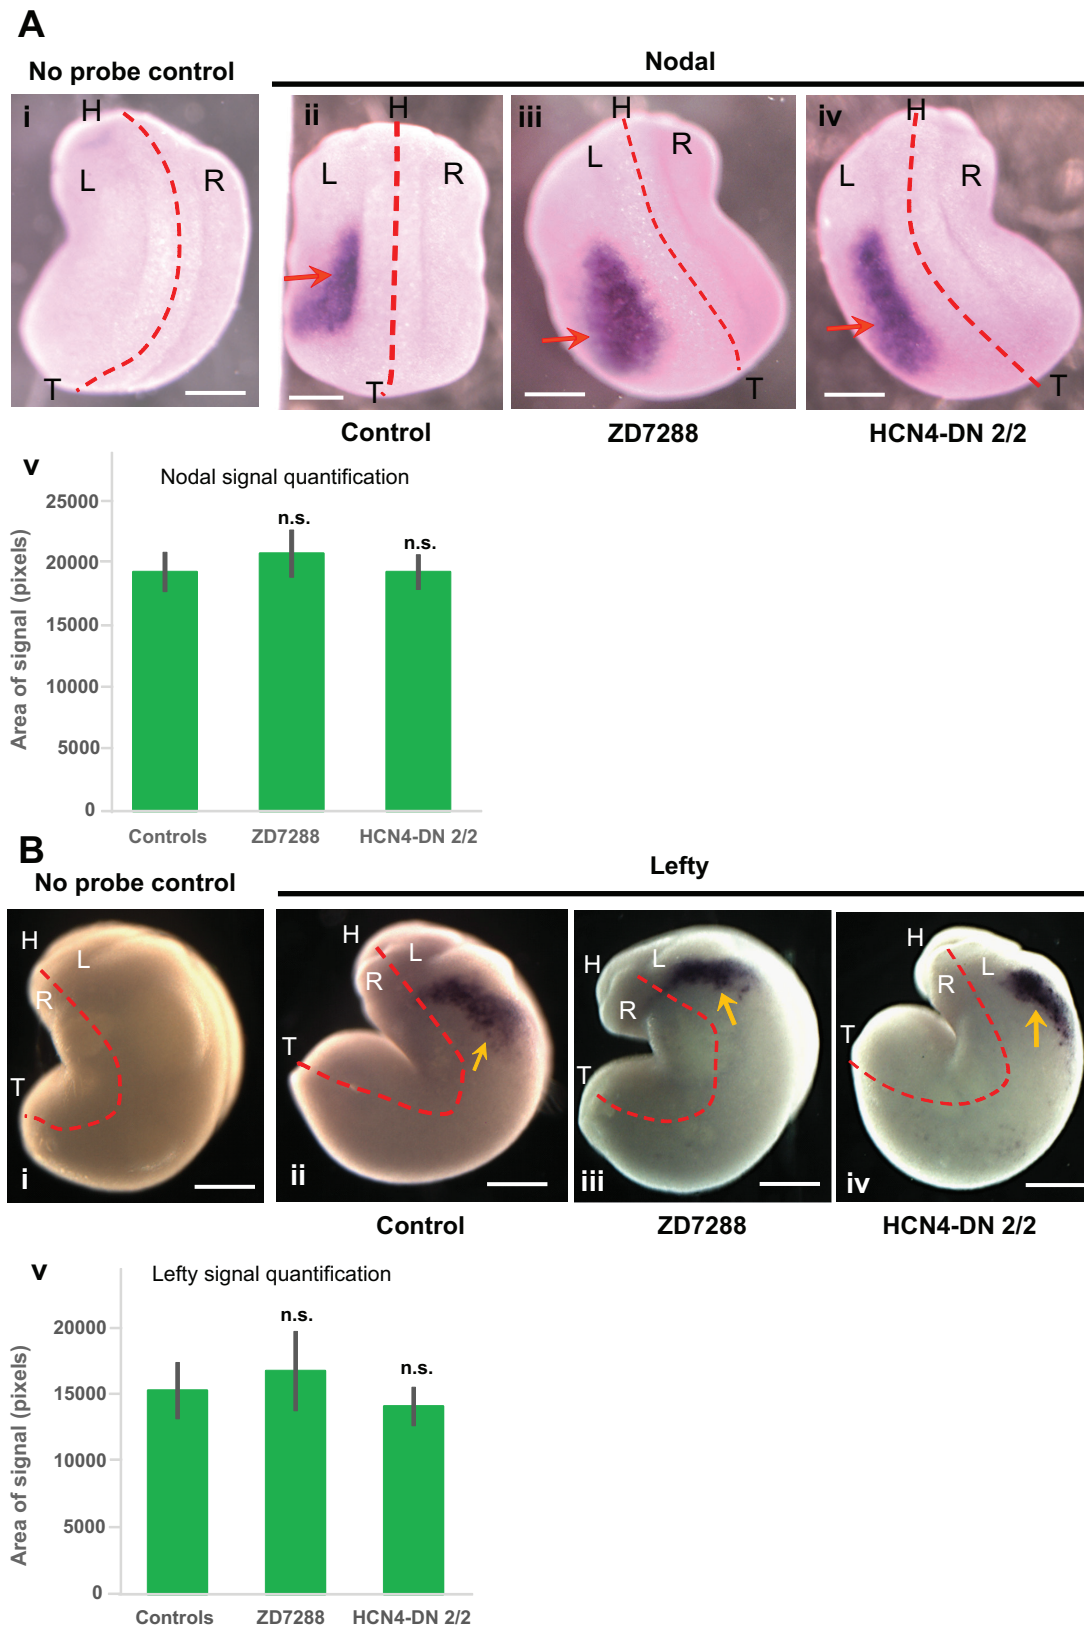 A
No probe control
Nodal
i
H
L
R
T
ii
H
L
R
T
iii
H
L
R
T
iv
H
L
R
T
Control
ZD7288
HCN4-DN 2/2
v
Nodal signal quantification
Area of signal (pixels)
25000
20000
15000
10000
5000
0
n.s.
n.s.
Controls
ZD7288
HCN4-DN 2/2
B
No probe control
Lefty
H
L
R
T
i
H
L
R
T
ii
H
L
R
T
iii
H
L
R
T
iv
Control
ZD7288
HCN4-DN 2/2
v
Lefty signal quantification
Area of signal (pixels)
20000
15000
10000
5000
0
n.s.
n.s.
Controls
ZD7288
HCN4-DN 2/2